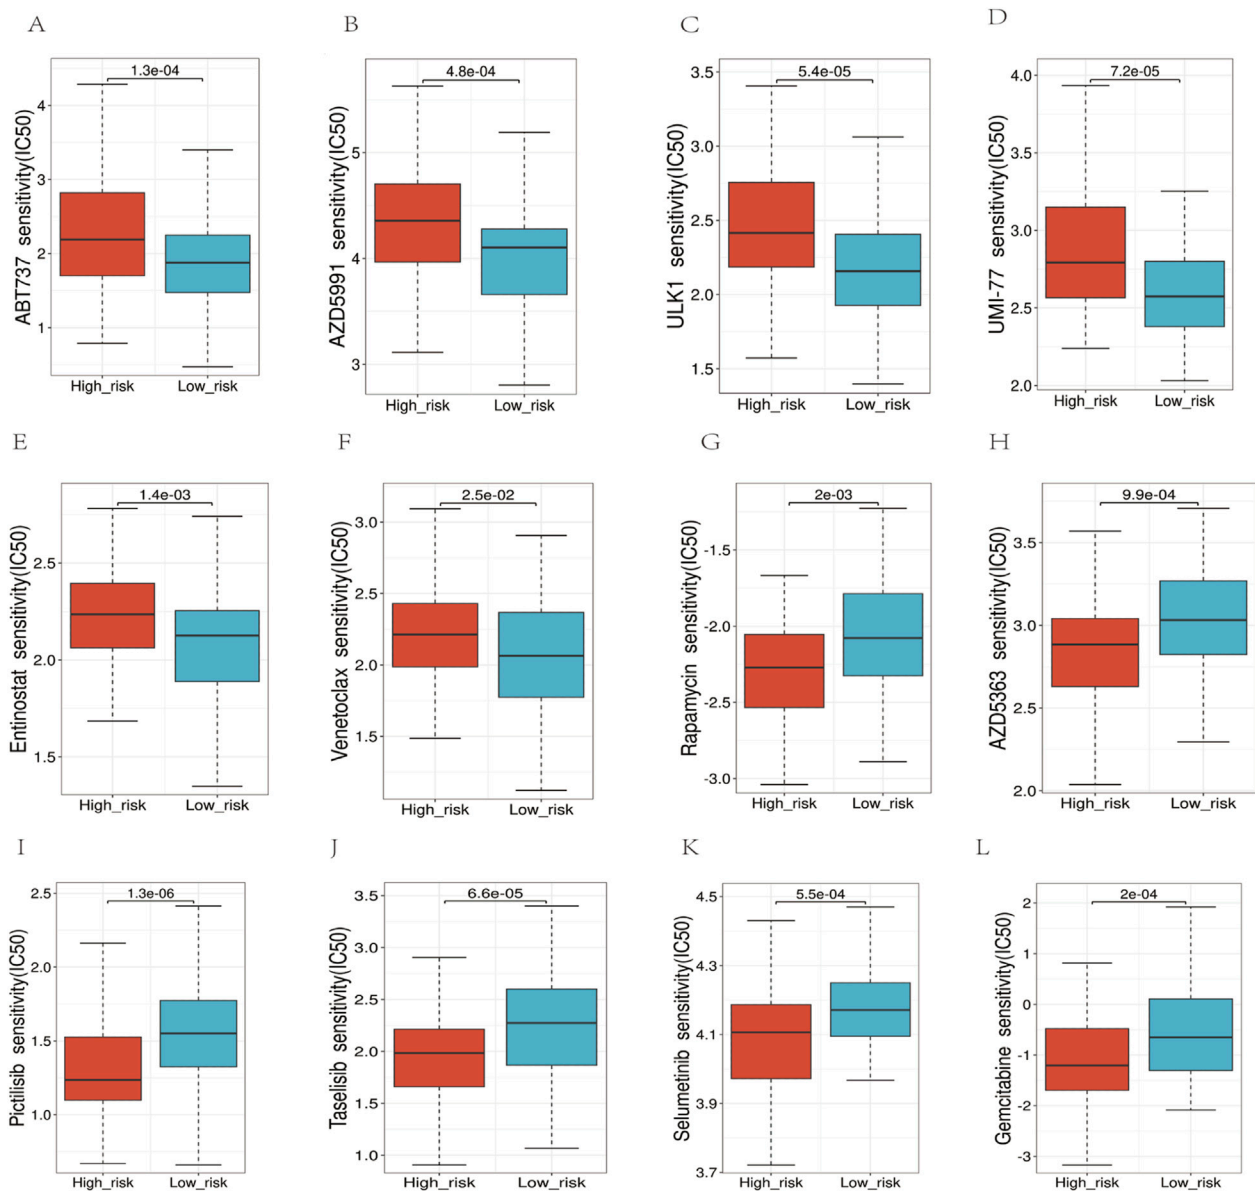 A
B
C
D
ABT737 sensitivity(IC50)
4
3
2
1
1.3e-04
High_risk
Low_risk
AZD5991 sensitivity(IC50)
5
4
3
4.8e-04
High_risk
Low_risk
ULK1 sensitivity(IC50)
3.5
3.0
2.5
2.0
1.5
5.4e-05
High_risk
Low_risk
UMI-77 sensitivity(IC50)
4.0
3.5
3.0
2.5
2.0
7.2e-05
High_risk
Low_risk
E
F
G
H
Entinostat sensitivity(IC50)
2.5
2.0
1.5
1.4e-03
High_risk
Low_risk
Venetoclax sensitivity(IC50)
3.0
2.5
2.0
1.5
2.5e-02
High_risk
Low_risk
Rapamycin sensitivity(IC50)
-1.5
-2.0
-2.5
-3.0
2e-03
High_risk
Low_risk
AZD5363 sensitivity(IC50)
3.5
3.0
2.5
2.0
9.9e-04
High_risk
Low_risk
I
J
K
L
Pictilisib sensitivity(IC50)
2.5
2.0
1.5
1.0
1.3e-06
High_risk
Low_risk
Taselisib sensitivity(IC50)
3.5
3.0
2.5
2.0
1.5
1.0
6.6e-05
High_risk
Low_risk
Selumetinib sensitivity(IC50)
4.5
4.3
4.1
3.9
3.7
5.5e-04
High_risk
Low_risk
Gemcitabine sensitivity(IC50)
2
1
0
-1
-2
-3
2e-04
High_risk
Low_risk